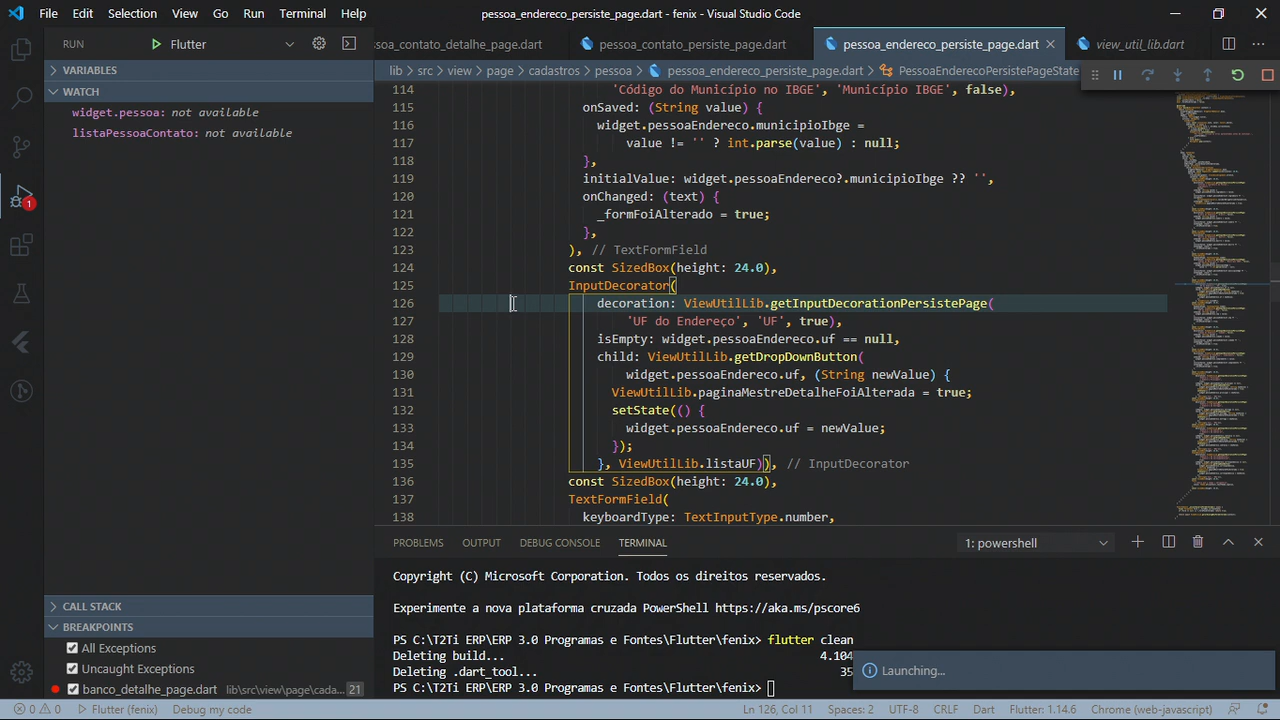 File Edit Selection View Go Run Terminal Help
pessoa_endereco_persiste_page.dart - fenix - Visual Studio Code
RUN
Flutter
soa_contato_detalhe_page.dart
pessoa_contato_persiste_page.dart
pessoa_endereco_persiste_page.dart
view_util_lib.dart
VARIABLES
WATCH
widget.pessoa: not available
listaPessoaContato: not available
1
CALL STACK
BREAKPOINTS
All Exceptions
Uncaught Exceptions
banco_detalhe_page.dart lib\src\view\page\cada... 21
lib > src > view > page > cadastros > pessoa > pessoa_endereco_persiste_page.dart > PessoaEnderecoPersistePageState
114 'Código do Município no IBGE', 'Município IBGE', false),
115 onSaved: (String value) {
116 widget.pessoaEndereco.municipioIbge =
117 value != '' ? int.parse(value) : null;
118 },
119 initialValue: widget.pessoaEndereco?.municipioIbge
120
121 _formFoiAlterado = true;
122 },
123 ), // TextFormField
124 const SizedBox(height: 24.0),
125 InputDecorator(
126 decoration: ViewUtilLib.getInputDecorationPersistePage(
127 'UF do Endereço', 'UF', true),
128
129 child: ViewUtilLib.getDropDownButton(
130 widget.pessoaEndereco.uf, (String newValue) {
131 ViewUtilLib.paginaMestreDetalheFoiAlterada = true;
132 setState(() {
133 widget.pessoaEndereco.uf = newValue;
134 });
135 }, ViewUtilLib.listaUF)), // InputDecorator
136 const SizedBox(height: 24.0),
137 TextFormField(
138 keyboardType: TextInputType.number,
PROBLEMS OUTPUT DEBUG CONSOLE TERMINAL
1: powershell
Copyright (C) Microsoft Corporation. Todos os direitos reservados.
Experimente a nova plataforma cruzada PowerShell https://aka.ms/pscore6
PS C:\T2Ti ERP\ERP 3.0 Programas e Fontes\Flutter\fenix> flutter clean
Deleting build... 4.104
Deleting .dart_tool... 35
PS C:\T2Ti ERP\ERP 3.0 Programas e Fontes\Flutter\fenix>
Launching...
0 0 Flutter (fenix) Debug my code Ln 126, Col 11 Spaces: 2 UTF-8 CRLF Dart Flutter: 1.14.6 Chrome (web-javascript)